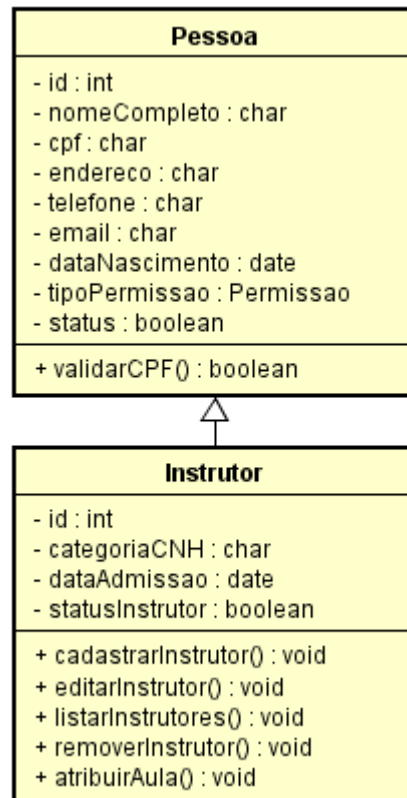 Pessoa
- id : int
- nomeCompleto : char
- cpf : char
- endereco : char
- telefone : char
- email : char
- dataNascimento : date
- tipoPermissao : Permissao
- status : boolean
+ validarCPF() : boolean
Instrutor
- id : int
- categoriaCNH : char
- dataAdmissao : date
- statusInstrutor : boolean
+ cadastrarInstrutor() : void
+ editarInstrutor() : void
+ listarInstrutores() : void
+ removerInstrutor() : void
+ atribuirAula() : void